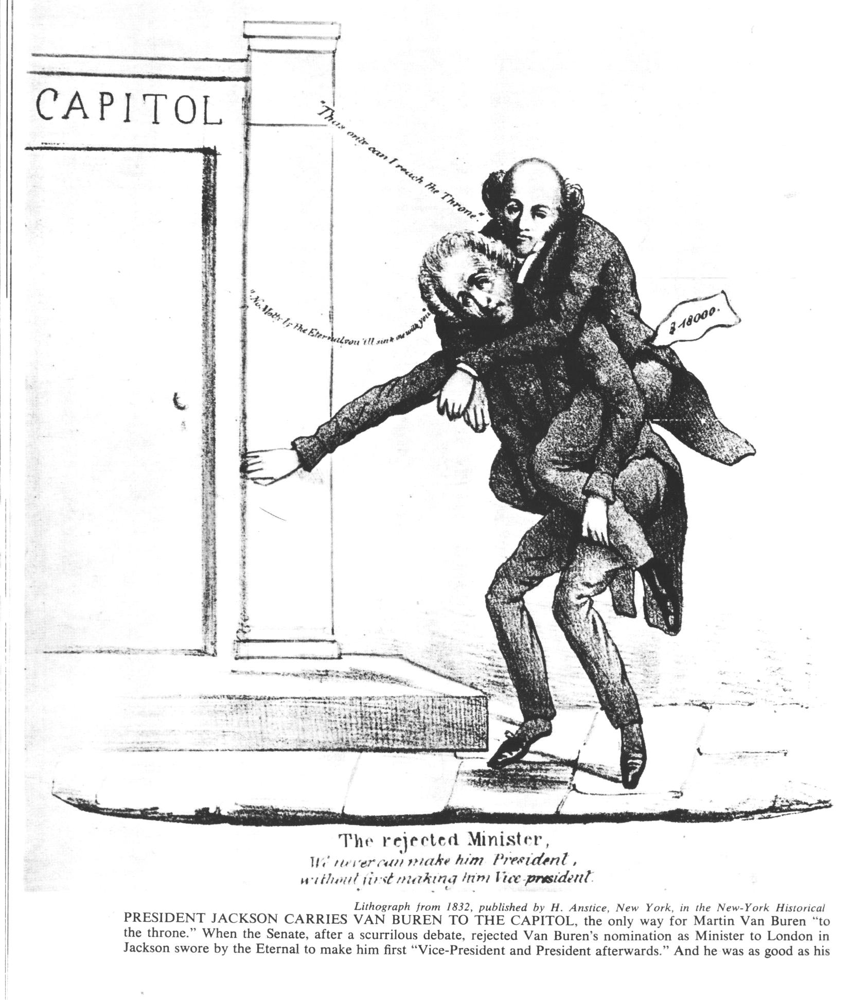 CAPITOL
"Thus only can I reach the Throne."
"No, Matty by the Eternal, you'ill sink me with you."
$18000.
The rejected Minister,
We never can make him President,
without first making him Vice-president.
Lithograph from 1832, published by H. Anstice, New York, in the New-York Historical
PRESIDENT JACKSON CARRIES VAN BUREN TO THE CAPITOL, the only way for Martin Van Buren “to
the throne.” When the Senate, after a scurrilous debate, rejected Van Buren’s nomination as Minister to London in
Jackson swore by the Eternal to make him first “Vice-President and President afterwards.” And he was as good as his